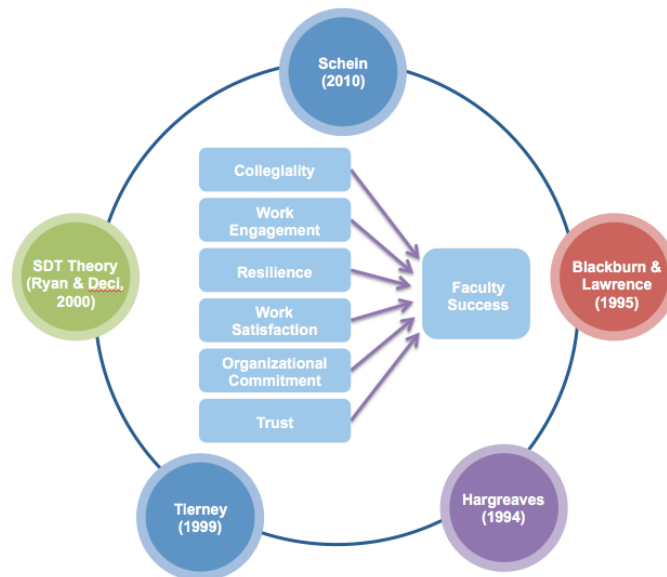 Schein
(2010)
Collegiality
Work
Engagement
Resilience
Work
Satisfaction
Organizational
Commitment
Trust
Faculty
Success
SDT Theory
(Ryan & Deci,
2000)
Blackburn &
Lawrence
(1995)
Tierney
(1999)
Hargreaves
(1994)